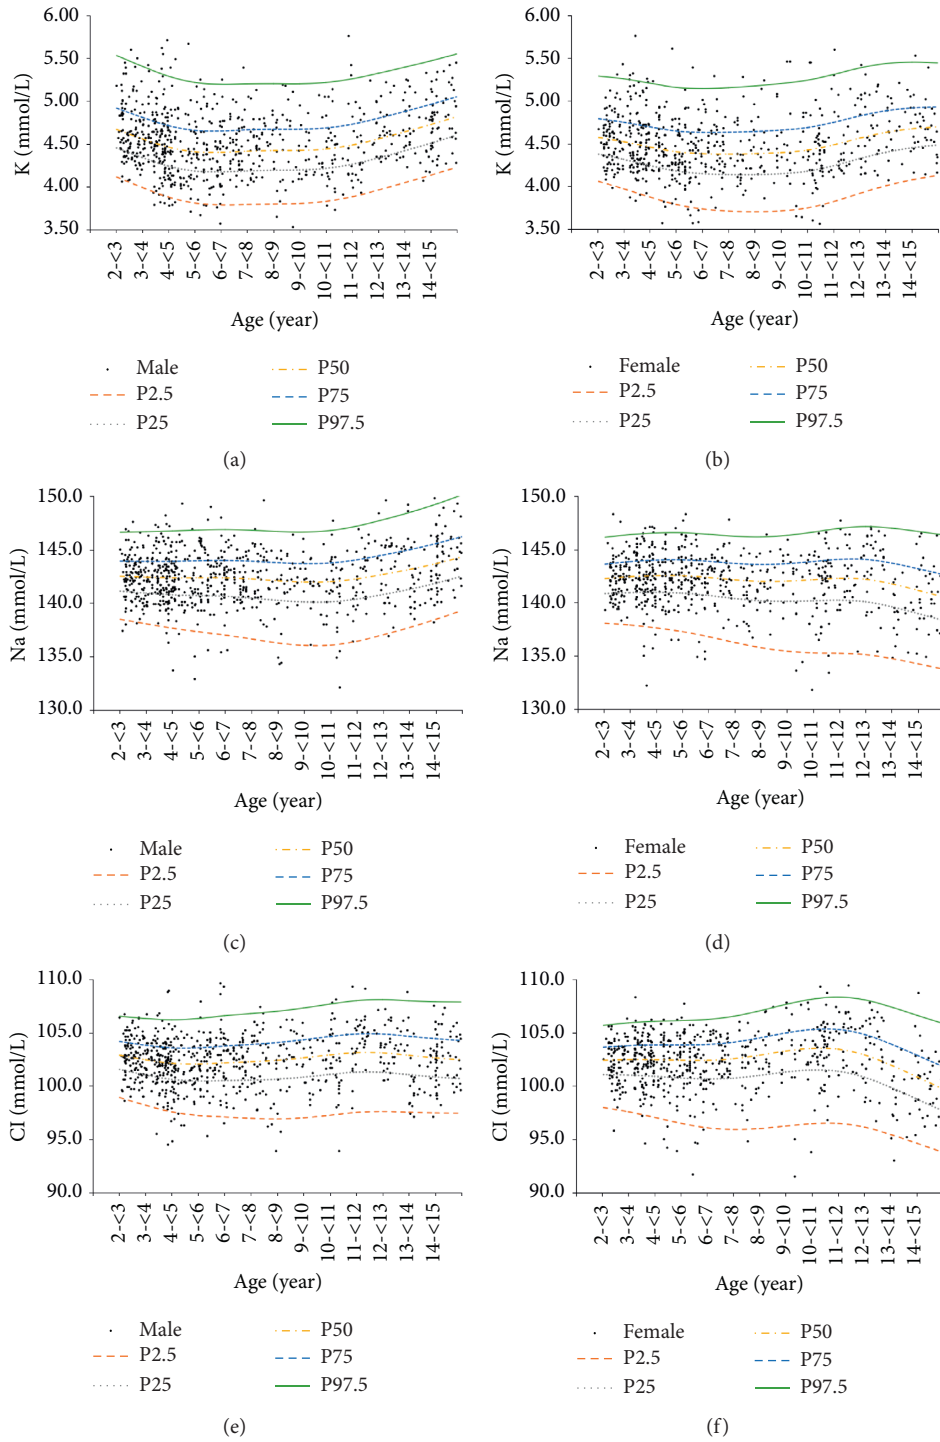 6.00
5.50
5.00
4.50
4.00
3.50
K (mmol/L)
2-<3
3-<4
4-<5
5-<6
6-<7
7-<8
8-<9
9-<10
10-<11
11-<12
12-<13
13-<14
14-<15
Age (year)
Male
P2.5
P25
P50
P75
P97.5
(a)
6.00
5.50
5.00
4.50
4.00
3.50
K (mmol/L)
2-<3
3-<4
4-<5
5-<6
6-<7
7-<8
8-<9
9-<10
10-<11
11-<12
12-<13
13-<14
14-<15
Age (year)
Female
P2.5
P25
P50
P75
P97.5
(b)
150.0
145.0
140.0
135.0
130.0
Na (mmol/L)
2-<3
3-<4
4-<5
5-<6
6-<7
7-<8
8-<9
9-<10
10-<11
11-<12
12-<13
13-<14
14-<15
Age (year)
Male
P2.5
P25
P50
P75
P97.5
(c)
150.0
145.0
140.0
135.0
130.0
Na (mmol/L)
2-<3
3-<4
4-<5
5-<6
6-<7
7-<8
8-<9
9-<10
10-<11
11-<12
12-<13
13-<14
14-<15
Age (year)
Female
P2.5
P25
P50
P75
P97.5
(d)
110.0
105.0
100.0
95.0
90.0
CI (mmol/L)
2-<3
3-<4
4-<5
5-<6
6-<7
7-<8
8-<9
9-<10
10-<11
11-<12
12-<13
13-<14
14-<15
Age (year)
Male
P2.5
P25
P50
P75
P97.5
(e)
110.0
105.0
100.0
95.0
90.0
CI (mmol/L)
2-<3
3-<4
4-<5
5-<6
6-<7
7-<8
8-<9
9-<10
10-<11
11-<12
12-<13
13-<14
14-<15
Age (year)
Female
P2.5
P25
P50
P75
P97.5
(f)